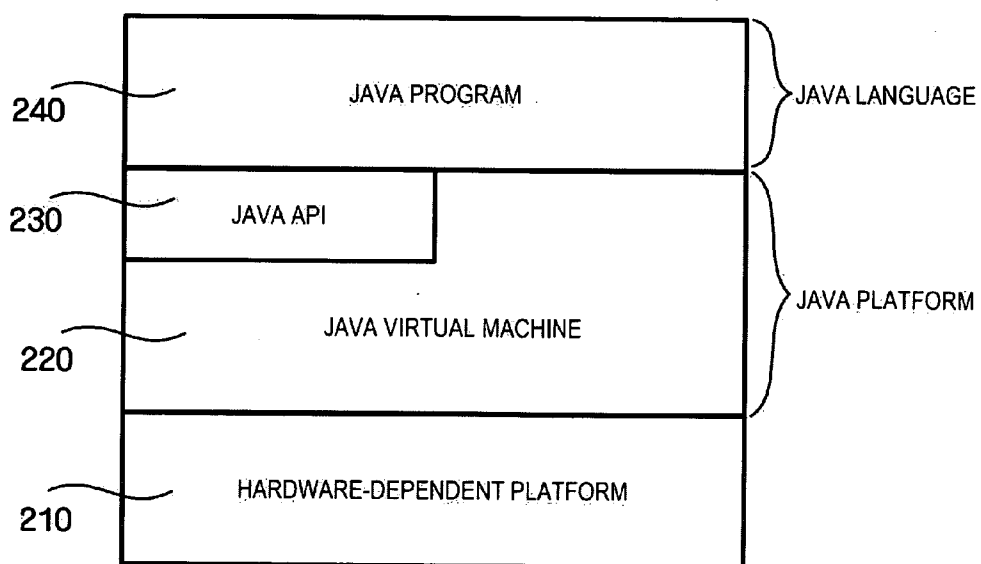 240
JAVA PROGRAM
JAVA LANGUAGE
230
JAVA API
JAVA PLATFORM
220
JAVA VIRTUAL MACHINE
210
HARDWARE-DEPENDENT PLATFORM